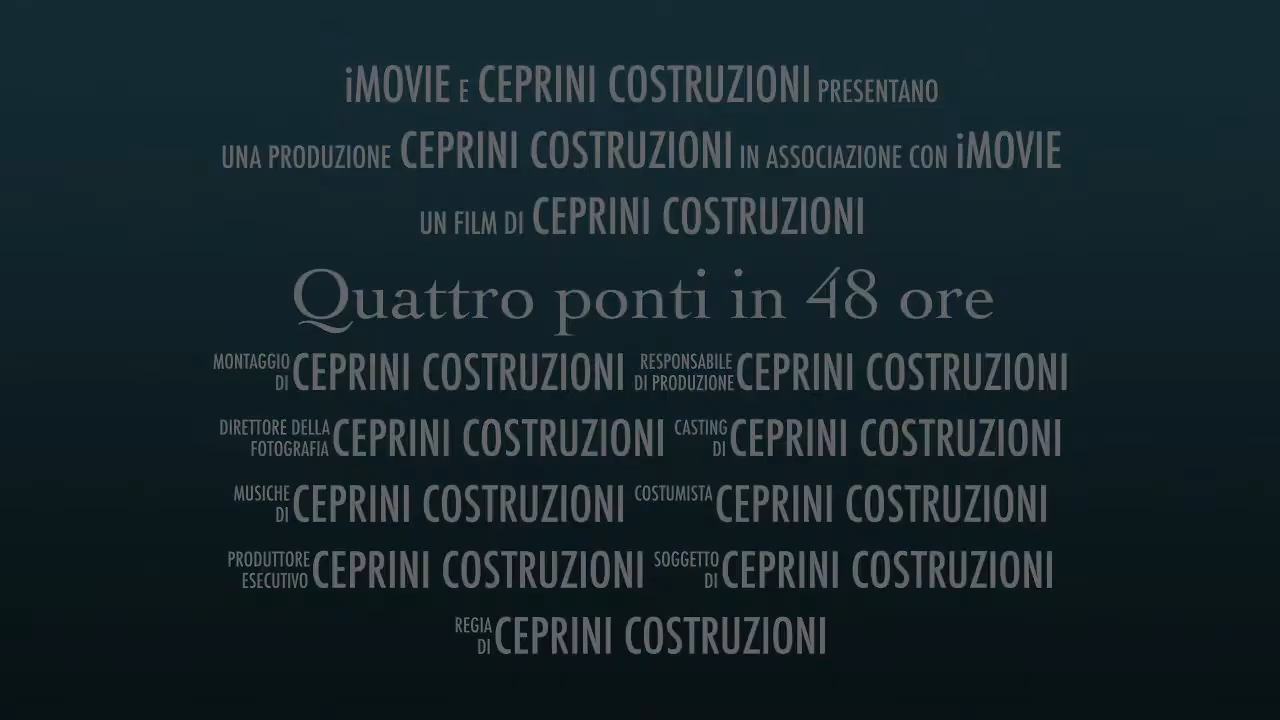 iMOVIE E CEPRINI COSTRUZIONI PRESENTANO
UNA PRODUZIONE CEPRINI COSTRUZIONI IN ASSOCIAZIONE CON iMOVIE
UN FILM DI CEPRINI COSTRUZIONI
Quattro ponti in 48 ore
MONTAGGIO DI CEPRINI COSTRUZIONI RESPONSABILE DI PRODUZIONE CEPRINI COSTRUZIONI
DIRETTORE DELLA FOTOGRAFIA CEPRINI COSTRUZIONI CASTING DI CEPRINI COSTRUZIONI
MUSICHE DI CEPRINI COSTRUZIONI COSTUMISTA CEPRINI COSTRUZIONI
PRODUTTORE ESECUTIVO CEPRINI COSTRUZIONI SOGGETTO DI CEPRINI COSTRUZIONI
REGIA DI CEPRINI COSTRUZIONI